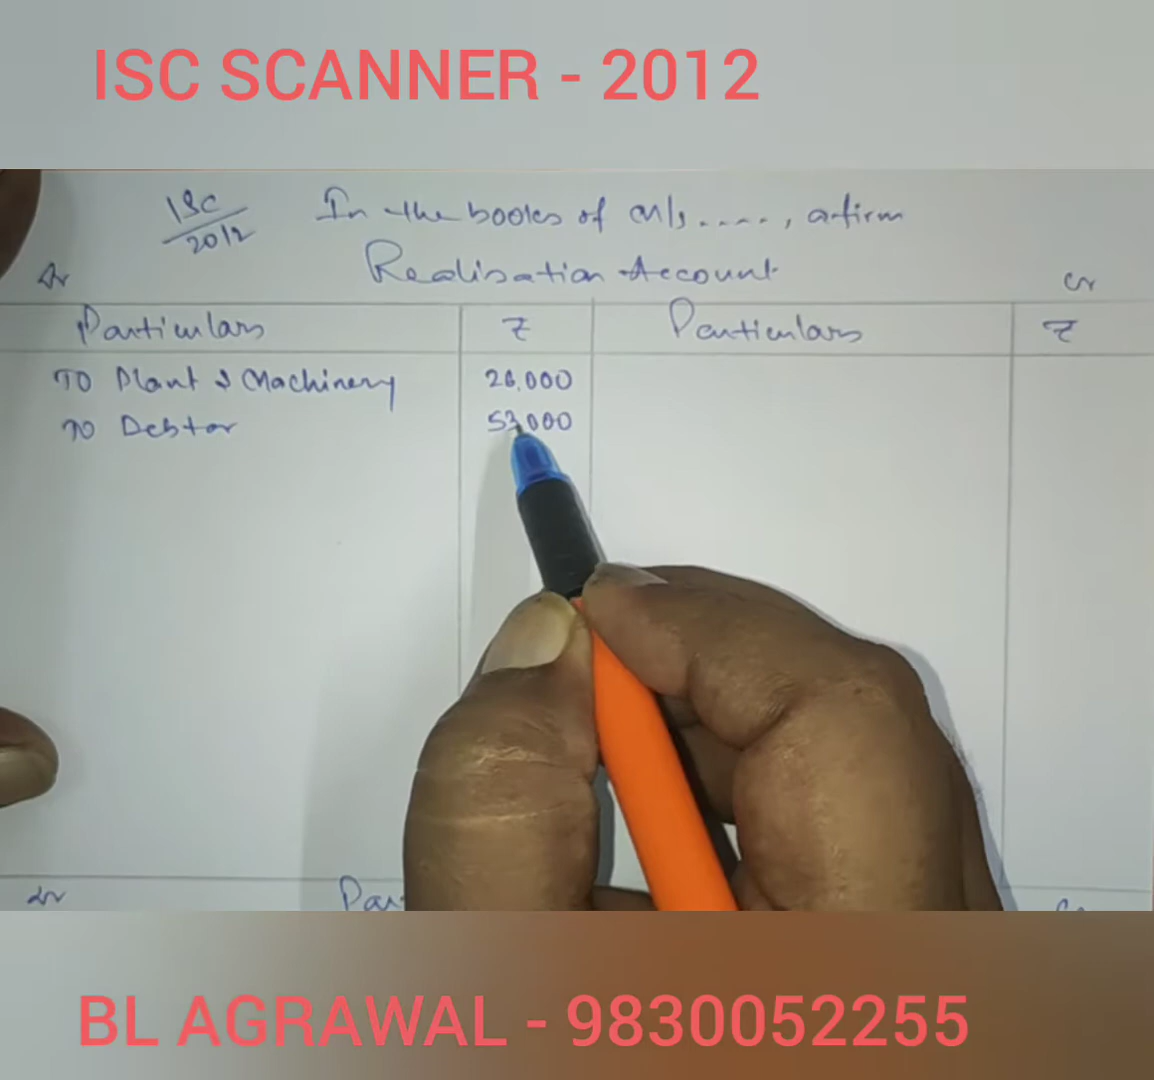 ISC SCANNER - 2012
ISC
2012
In the books of M/s ....., a firm
Realisation Account
Dr
Cr
Particulars ₹ Particulars ₹
TO Plant & Machinery 26,000
TO Debtor 53,000
Dr
BL AGRAWAL - 9830052255